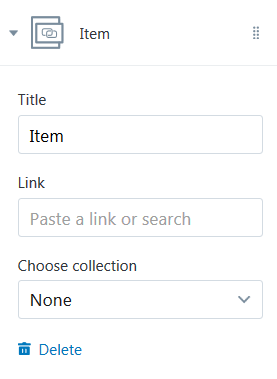 Item
Title
Item
Link
Paste a link or search
Choose collection
None
Delete